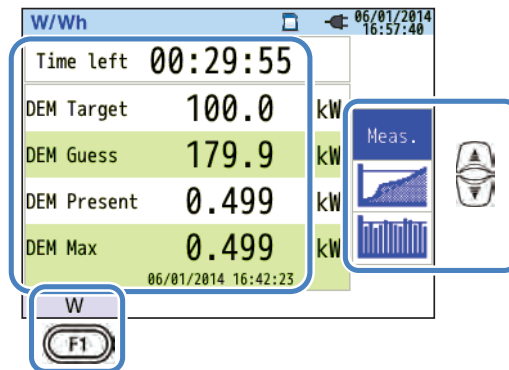 W/Wh 06/01/2014
16:57:40
Time left 00:29:55
DEM Target 100.0 kW
DEM Guess 179.9 kW
Meas.
DEM Present 0.499 kW
DEM Max 0.499 kW
06/01/2014 16:42:23
W
F1